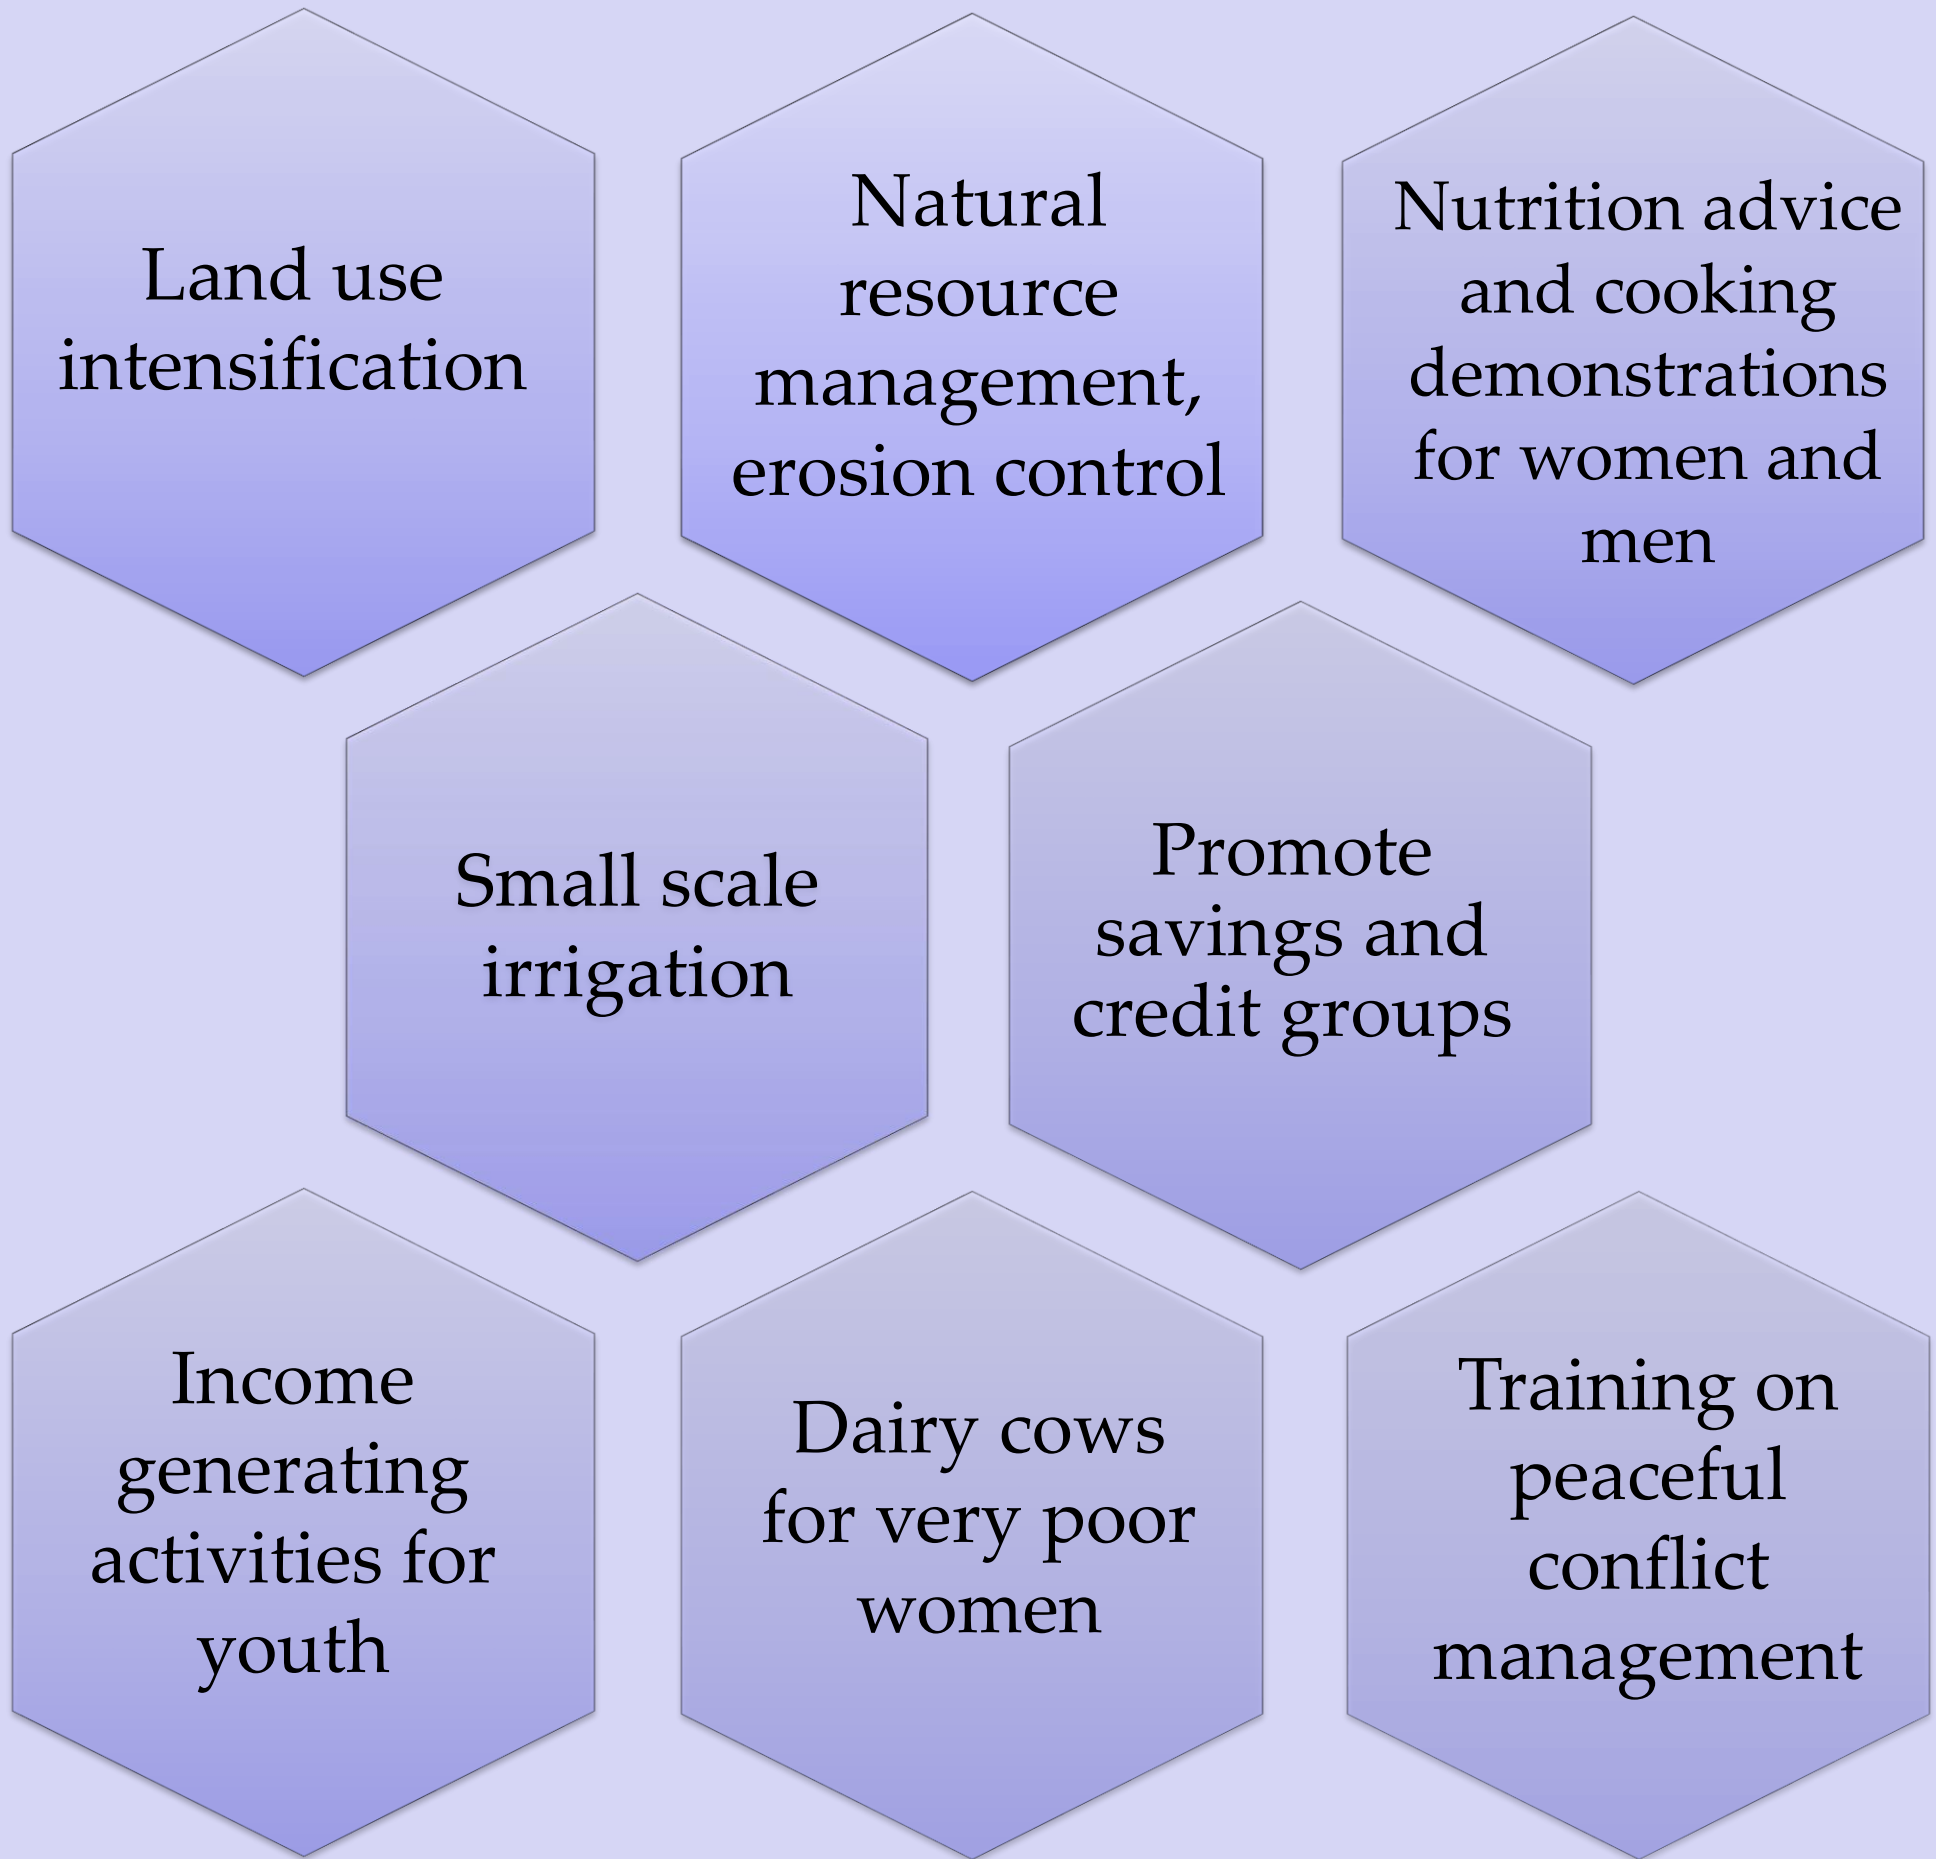 Land use
intensification
Natural
resource
management,
erosion control
Nutrition advice
and cooking
demonstrations
for women and
men
Small scale
irrigation
Promote
savings and
credit groups
Income
generating
activities for
youth
Dairy cows
for very poor
women
Training on
peaceful
conflict
management